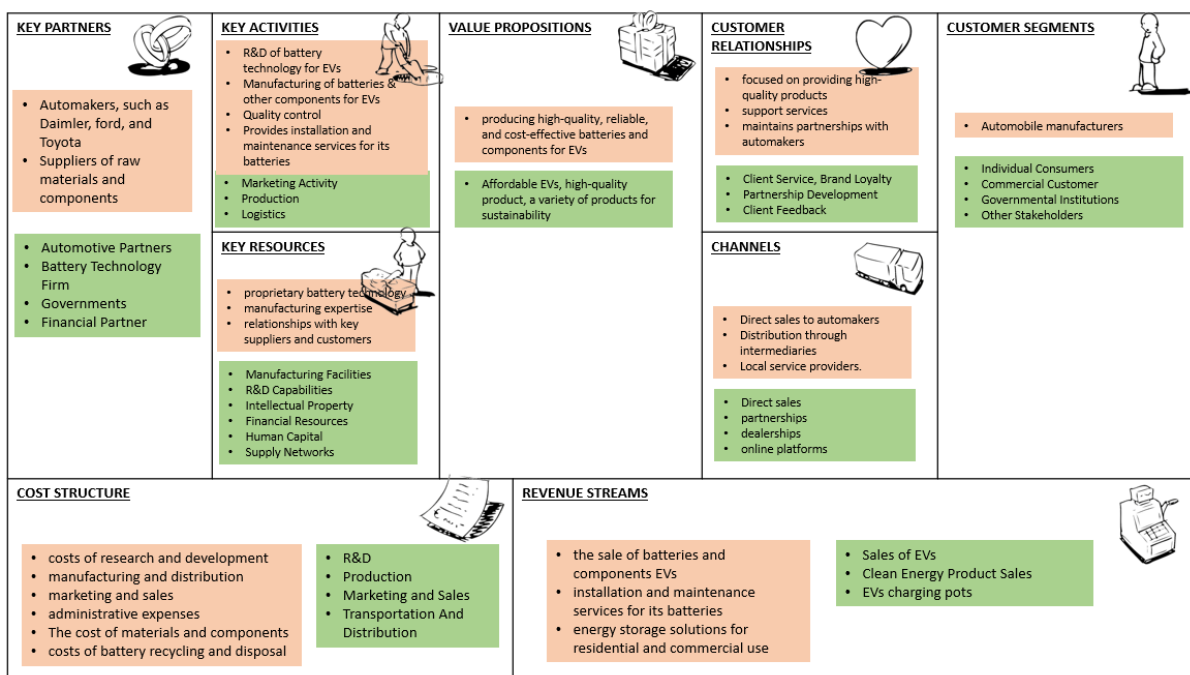 KEY PARTNERS
• Automakers, such as
Daimler, ford, and
Toyota
• Suppliers of raw
materials and
components
• Automotive Partners
• Battery Technology
Firm
• Governments
• Financial Partner
KEY ACTIVITIES
• R&D of battery
technology for EVs
• Manufacturing of batteries &
other components for EVs
• Quality control
• Provides installation and
maintenance services for its
batteries
• Marketing Activity
• Production
• Logistics
KEY RESOURCES
• proprietary battery technology
• manufacturing expertise
• relationships with key
suppliers and customers
• Manufacturing Facilities
• R&D Capabilities
• Intellectual Property
• Financial Resources
• Human Capital
• Supply Networks
VALUE PROPOSITIONS
• producing high-quality, reliable,
and cost-effective batteries and
components for EVs
• Affordable EVs, high-quality
product, a variety of products for
sustainability
CUSTOMER
RELATIONSHIPS
• focused on providing high-
quality products
• support services
• maintains partnerships with
automakers
• Client Service, Brand Loyalty
• Partnership Development
• Client Feedback
CHANNELS
• Direct sales to automakers
• Distribution through
intermediaries
• Local service providers.
• Direct sales
• partnerships
• dealerships
• online platforms
CUSTOMER SEGMENTS
• Automobile manufacturers
• Individual Consumers
• Commercial Customer
• Governmental Institutions
• Other Stakeholders
COST STRUCTURE
• costs of research and development
• manufacturing and distribution
• marketing and sales
• administrative expenses
• The cost of materials and components
• costs of battery recycling and disposal
• R&D
• Production
• Marketing and Sales
• Transportation And
Distribution
REVENUE STREAMS
• the sale of batteries and
components EVs
• installation and maintenance
services for its batteries
• energy storage solutions for
residential and commercial use
• Sales of EVs
• Clean Energy Product Sales
• EVs charging pots